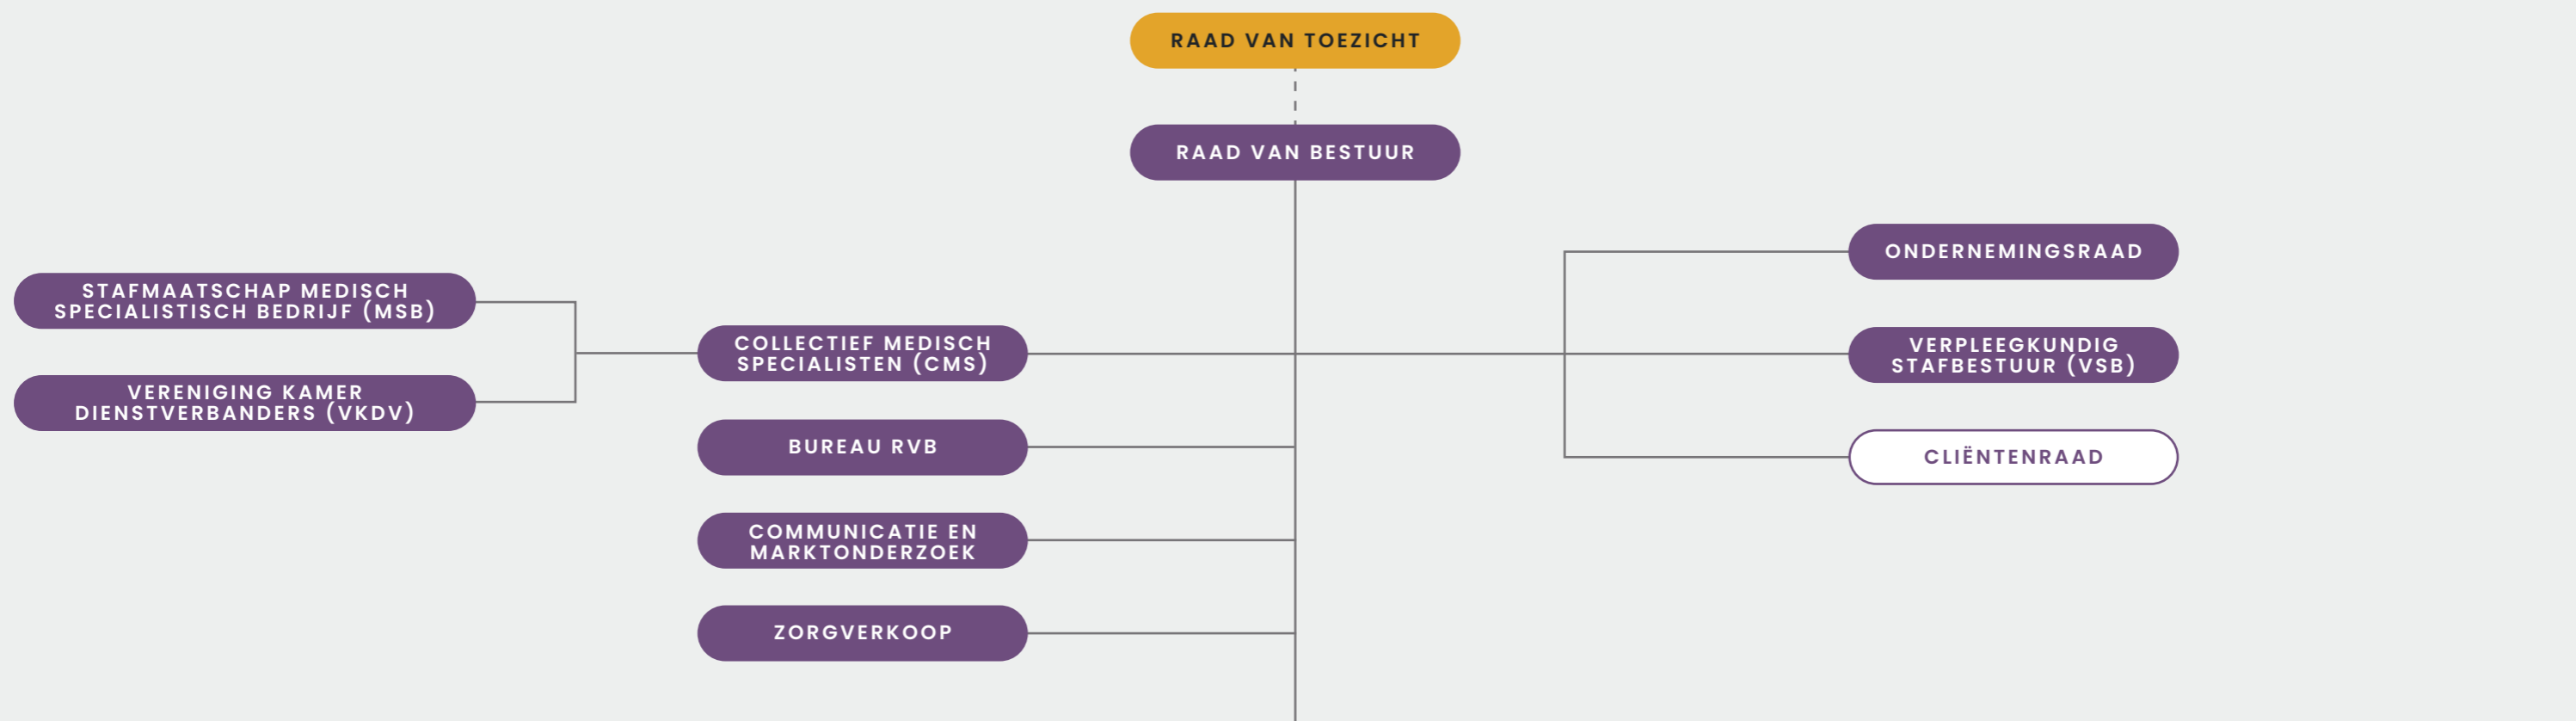 RAAD VAN TOEZICHT
RAAD VAN BESTUUR
ONDERNEMINGSRAAD
STAFMAATSCHAP MEDISCH
SPECIALISTISCH BEDRIJF (MSB)
COLLECTIEF MEDISCH
SPECIALISTEN (CMS)
VERPLEEGKUNDIG
STAFBESTUUR (VSB)
VERENIGING KAMER
DIENSTVERBANDERS (VKDV)
BUREAU RVB
CLIËNTENRAAD
COMMUNICATIE EN
MARKTONDERZOEK
ZORGVERKOOP